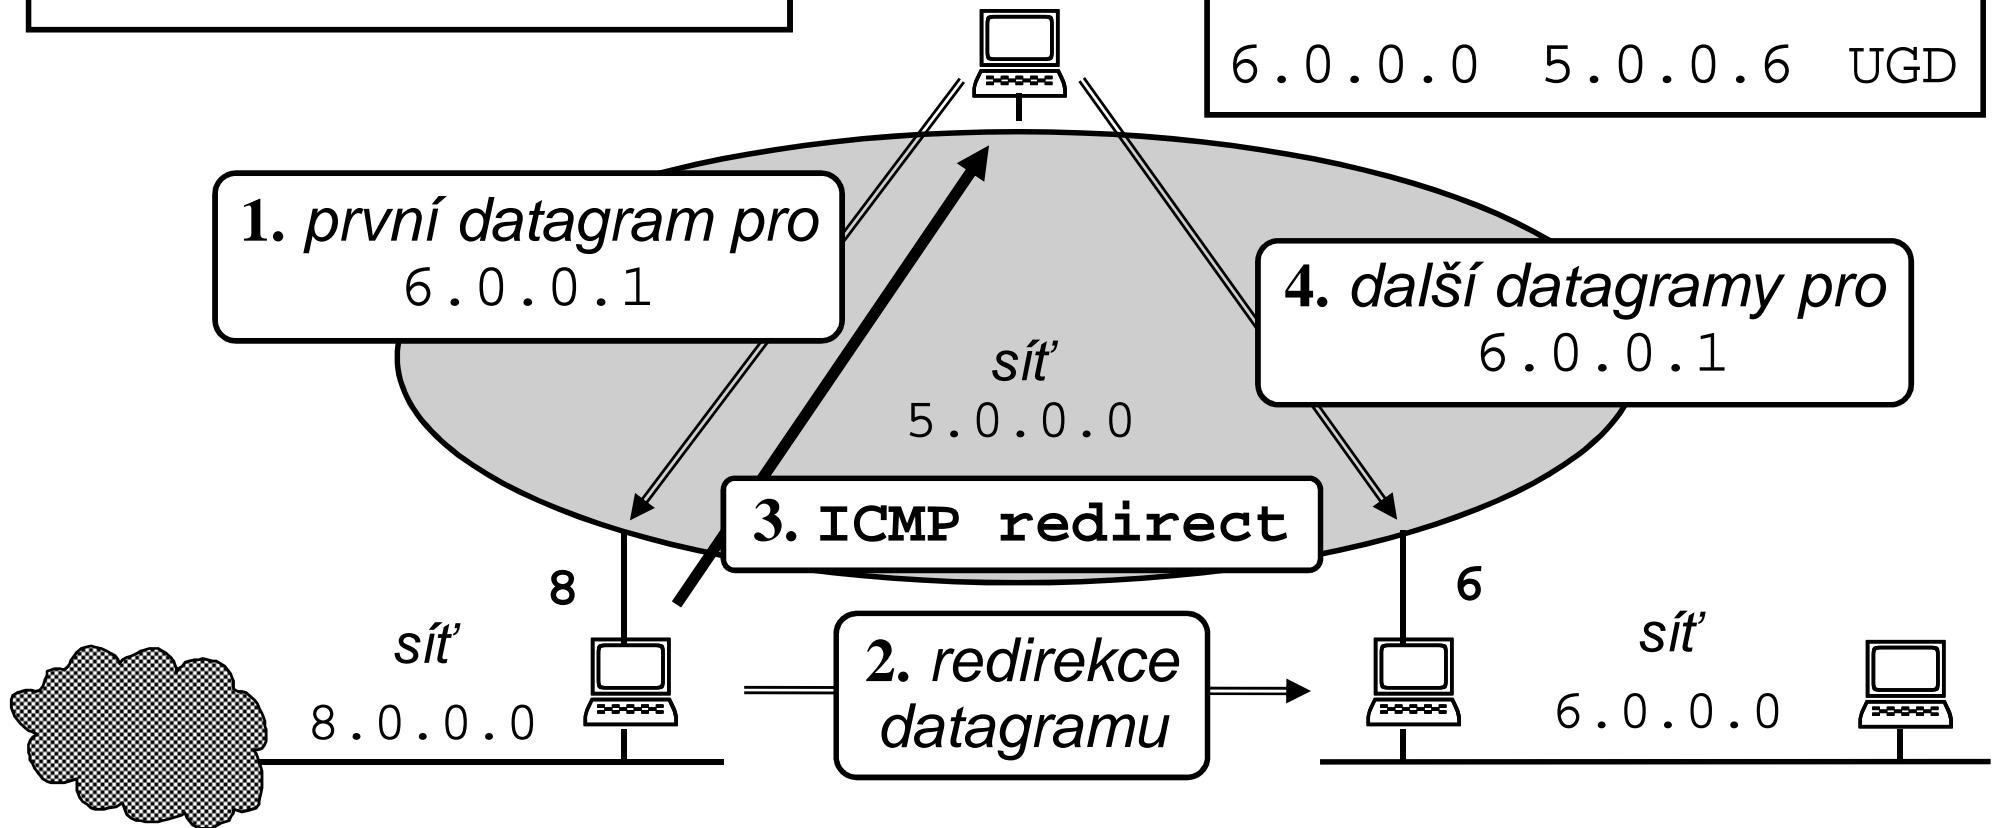 6.0.0.0 5.0.0.6 UGD
1. první datagram pro
6.0.0.1
4. další datagramy pro
6.0.0.1
síť
5.0.0.0
3. ICMP redirect
8
6
síť
8.0.0.0
2. redirekce
datagramu
síť
6.0.0.0